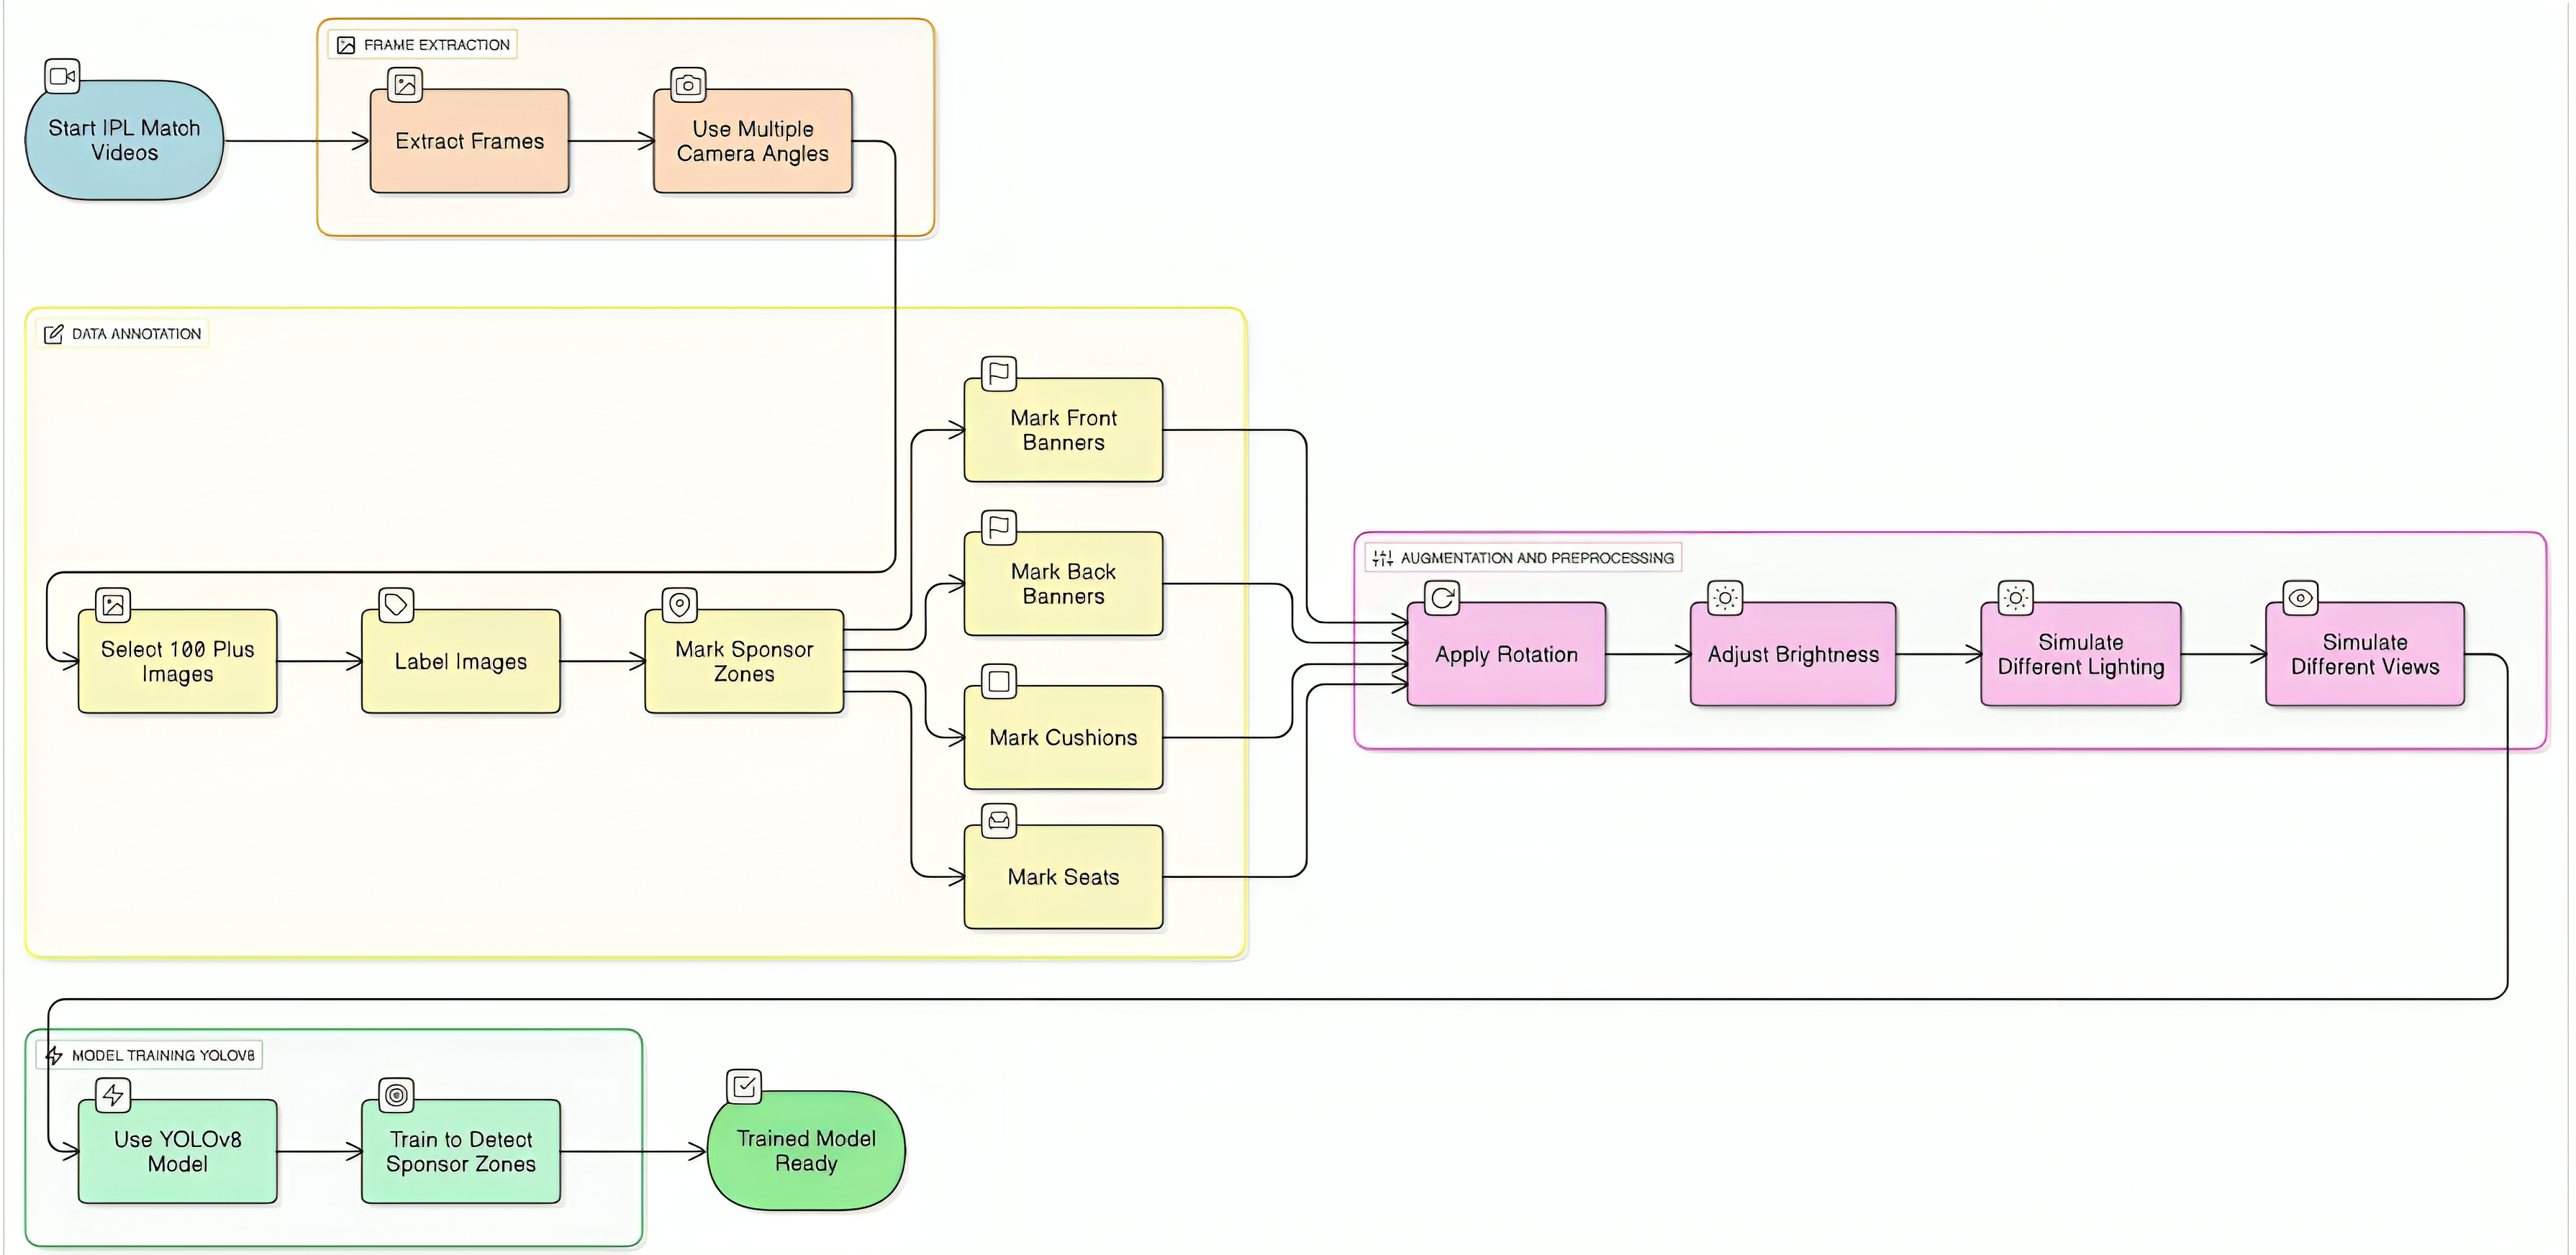 FRAME EXTRACTION
Start IPL Match
Videos
Extract Frames
Use Multiple
Camera Angles
DATA ANNOTATION
Mark Front
Banners
Mark Back
Banners
AUGMENTATION AND PREPROCESSING
Select 100 Plus
Images
Label Images
Mark Sponsor
Zones
Mark Cushions
Mark Seats
Apply Rotation
Adjust Brightness
Simulate
Different Lighting
Simulate
Different Views
MODEL TRAINING YOLOV8
Use YOLOv8
Model
Train to Detect
Sponsor Zones
Trained Model
Ready